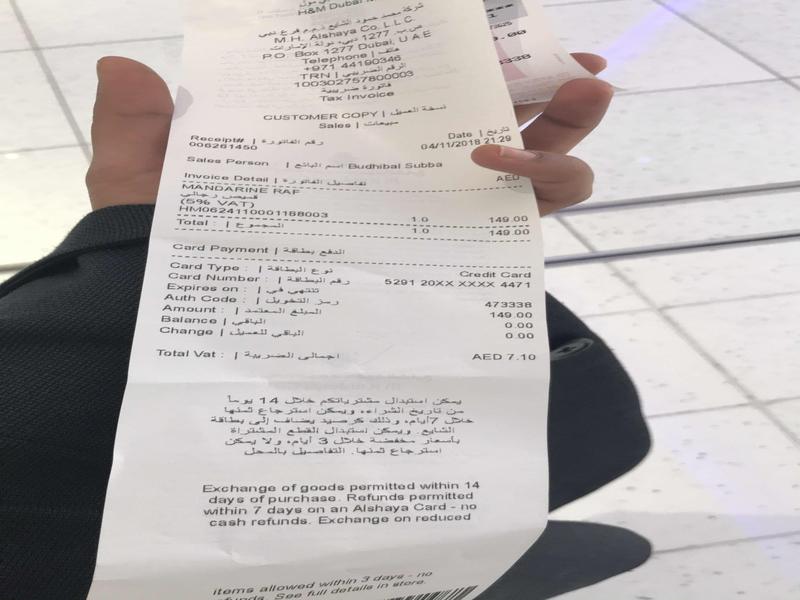 H&M Dubai M
شركة محمد حمود الشايع ذ.م.م فرع دبي
M.H. Alshaya Co. L.L.C
ص.ب. 1277 دبي، دولة الإمارات
P.O. Box 1277 Dubai, U.A.E
Telephone | هاتف
+971 44190346
TRN | الرقم الضريبي
100302757800003
فاتورة ضريبية
Tax Invoice
CUSTOMER COPY | نسخة العميل
Sales | مبيعات
Receipt# | رقم الفاتورة Date | تاريخ
006261450 04/11/2018 21:29
Sales Person : | اسم البائع Budhibal Subba
Invoice Detail | تفاصيل الفاتورة AED
MANDARINE RAF
قميص رجالي
(5% VAT)
HM0624110001188003 1.0 149.00
Total : | المجموع 1.0 149.00
Card Payment | الدفع بطاقة
Card Type : | نوع البطاقة Credit Card
Card Number : | رقم البطاقة 5291 20XX XXXX 4471
Expires on : | تنتهي في
Auth Code : | رمز التخويل 473338
Amount : | المبلغ المعتمد 149.00
Balance | الباقي 0.00
Change | الباقي للعميل 0.00
Total Vat : | اجمالي الضريبة AED 7.10
يمكن استبدال مشترياتكم خلال 14 يوماً
من تاريخ الشراء، ويمكن استرجاع ثمنها
خلال 7أيام، وذلك كرصيد يضاف إلى بطاقة
الشايع. ويمكن استبدال القطع المشتراة
بأسعار مخفضة خلال 3 أيام، ولا يمكن
استرجاع ثمنها. التفاصيل بالمحل
Exchange of goods permitted within 14
days of purchase. Refunds permitted
within 7 days on an Alshaya Card - no
cash refunds. Exchange on reduced
items allowed within 3 days - no
funds. See full details in store.